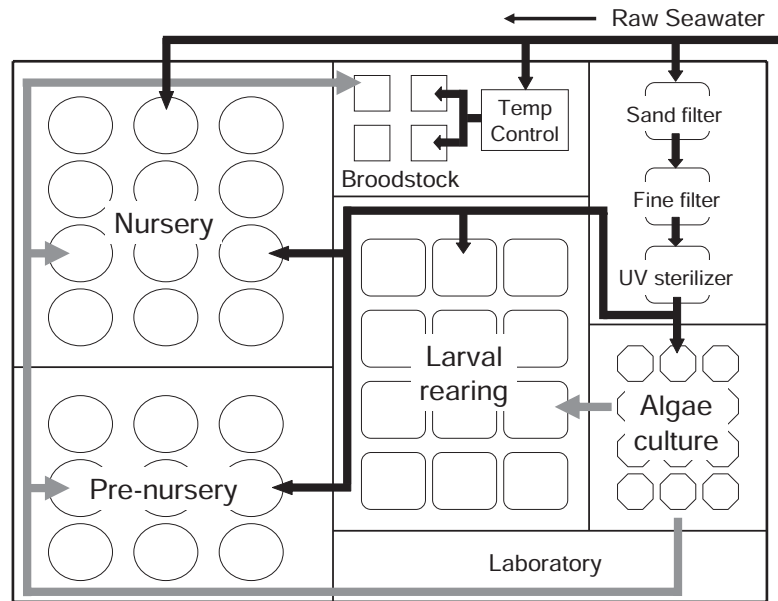 Raw Seawater
Temp
Control
Sand filter
Broodstock
Fine filter
Nursery
UV sterilizer
Larval
rearing
Algae
culture
Pre-nursery
Laboratory